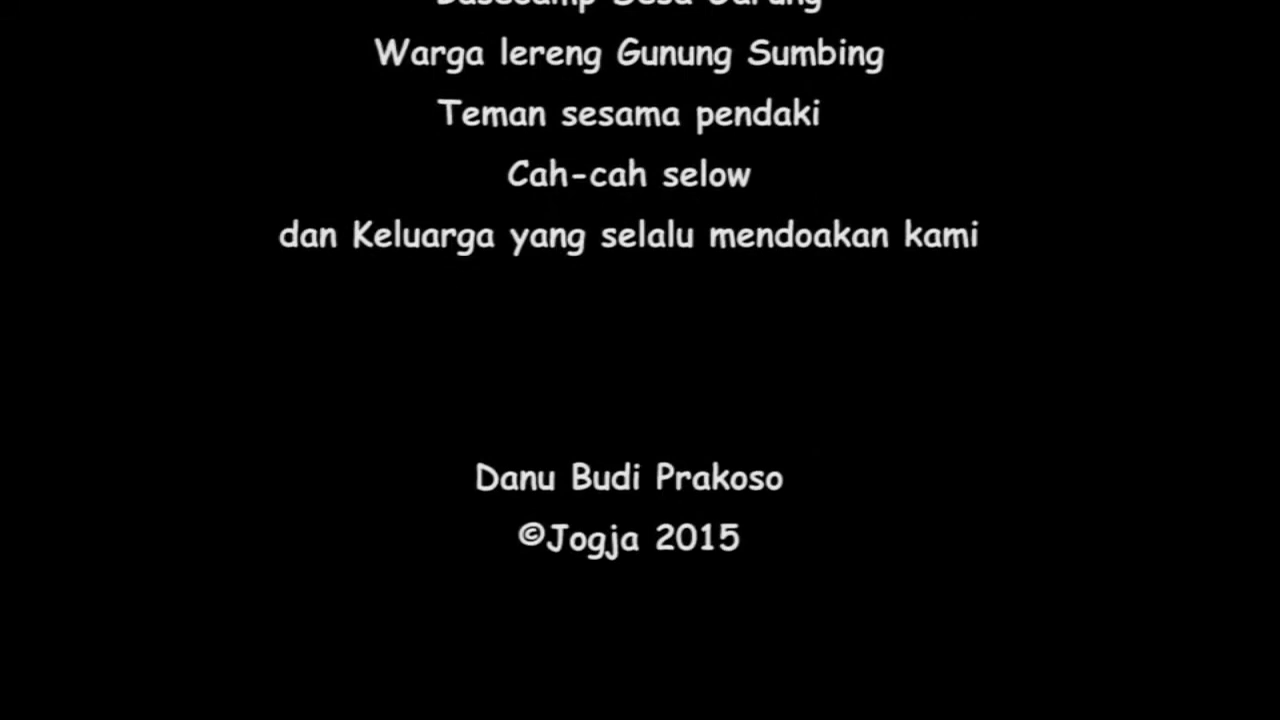 Warga lereng Gunung Sumbing
Teman sesama pendaki
Cah-cah selow
dan Keluarga yang selalu mendoakan kami
Danu Budi Prakoso
©Jogja 2015